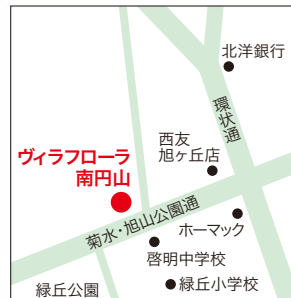 北洋銀行
環状通
西友
旭ヶ丘店
ヴィラフローラ
南円山
菊水・旭山公園通
ホーマック
啓明中学校
緑丘公園
緑丘小学校